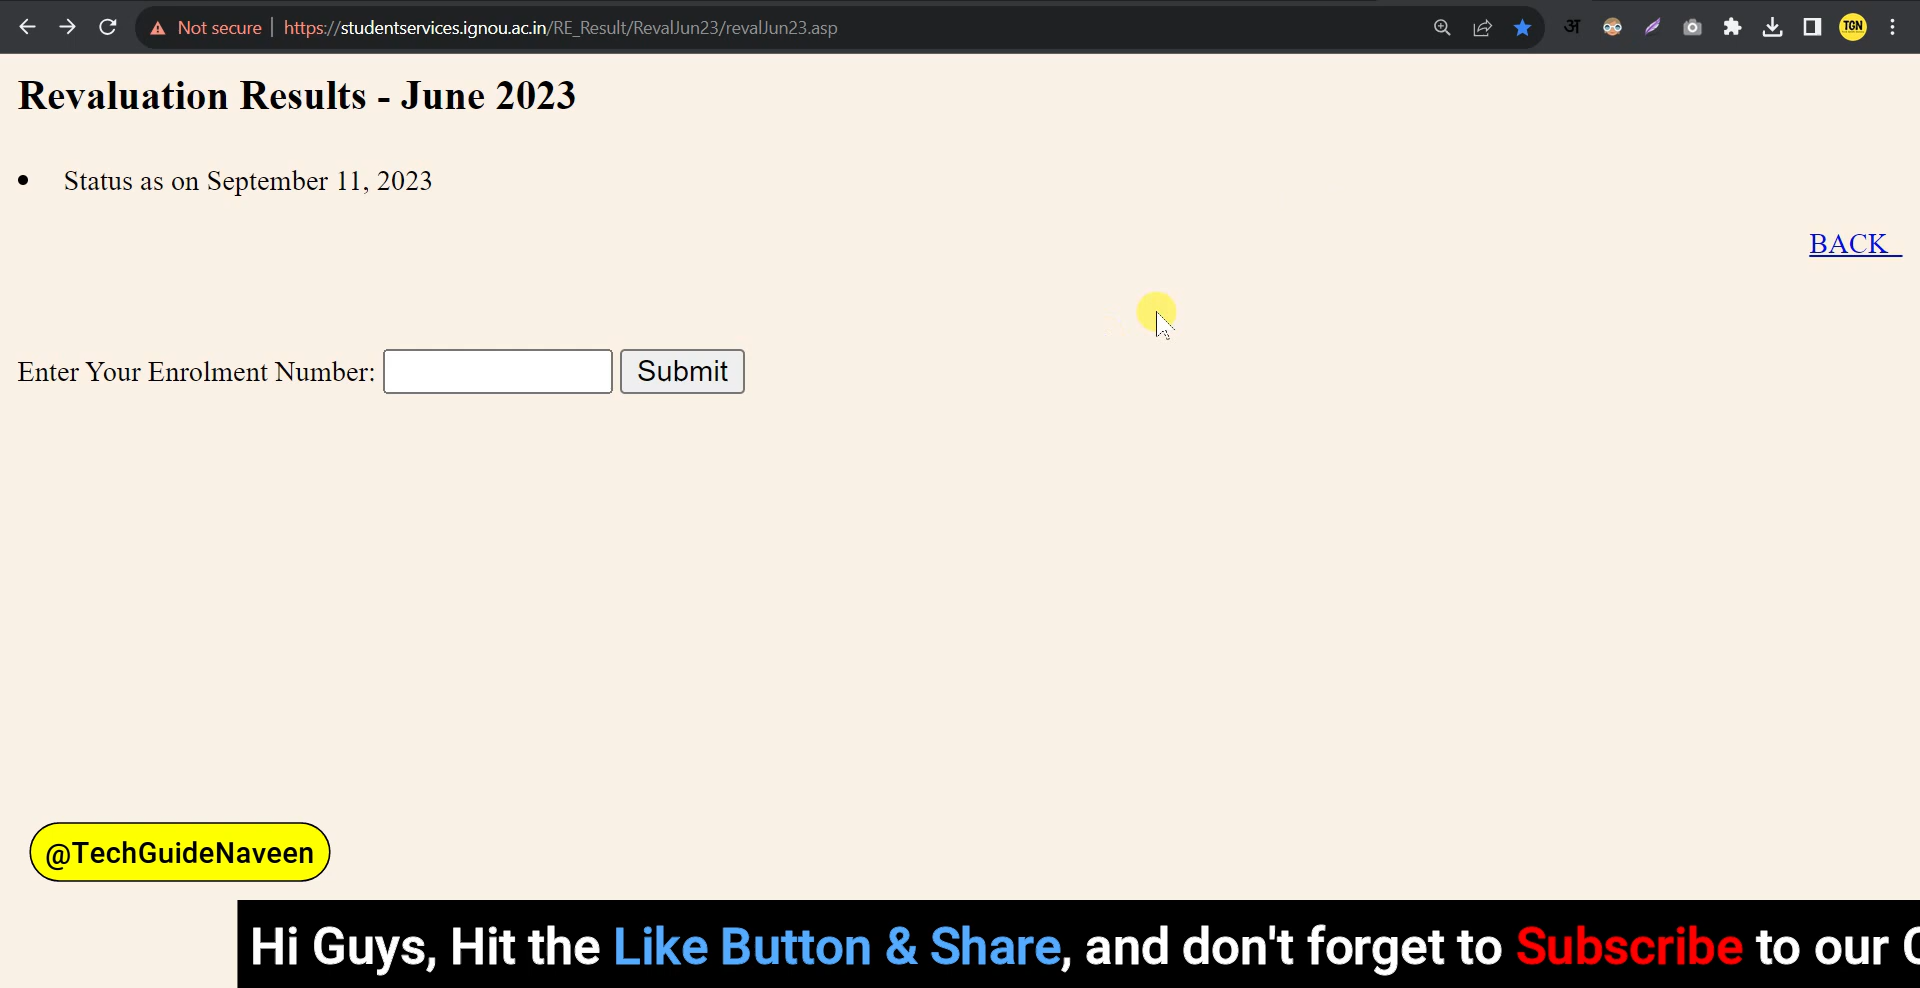 Not secure | https://studentservices.ignou.ac.in/RE_Result/RevalJun23/revalJun23.asp अ TGN
Revaluation Results - June 2023
• Status as on September 11, 2023
BACK
Enter Your Enrolment Number: Submit
@TechGuideNaveen
Hi Guys, Hit the Like Button & Share, and don't forget to Subscribe to our